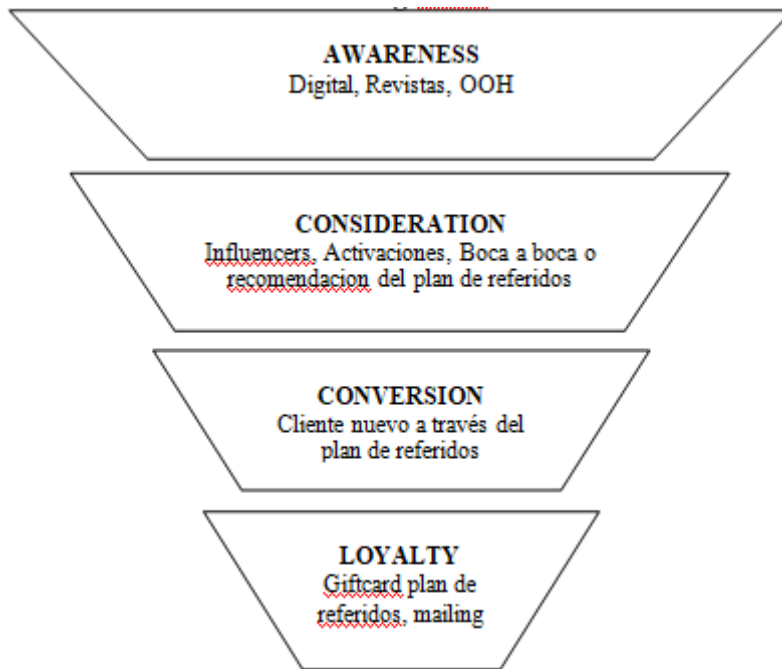 AWARENESS
Digital, Revistas, OOH
CONSIDERATION
Influencers, Activaciones, Boca a boca o
recomendacion del plan de referidos
CONVERSION
Cliente nuevo a través del
plan de referidos
LOYALTY
Giftcard plan de
referidos, mailing